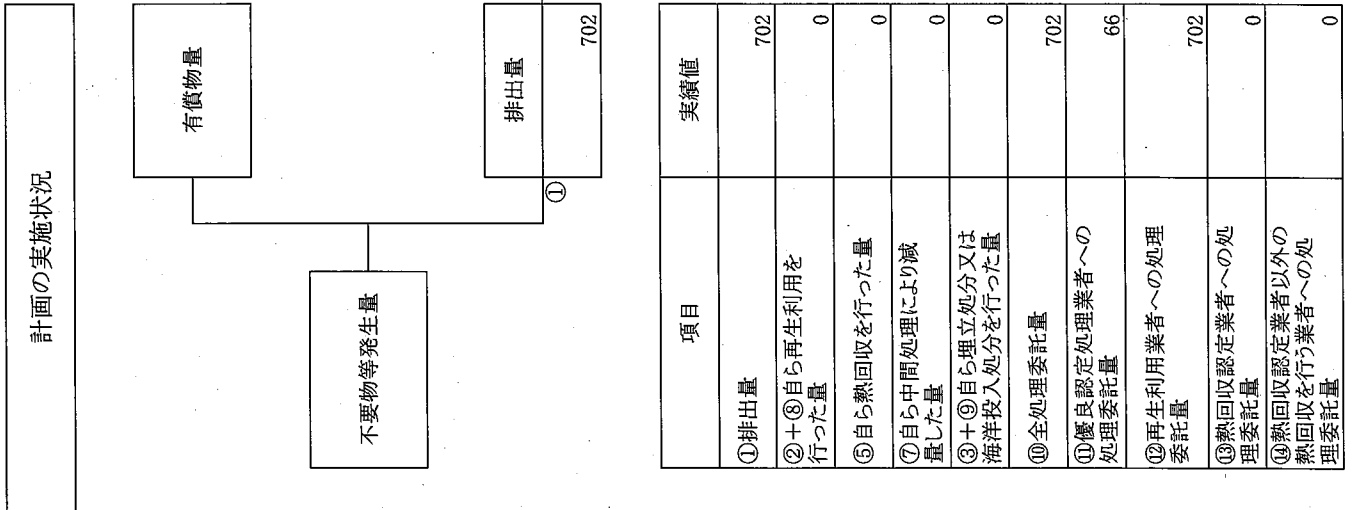 計画の実施状況
有償物量
不要物等発生量
排出量
①
702
項目
実績値
①排出量
702
②+⑧自ら再生利用を
行った量
0
⑤自ら熱回収を行った量
0
⑦自ら中間処理により減
量した量
0
③+⑨自ら埋立処分又は
海洋投入処分を行った量
0
⑩全処理委託量
702
⑪優良認定処理業者への
処理委託量
66
⑫再生利用業者への処理
委託量
702
⑬熱回収認定業者への処
理委託量
0
⑭熱回収認定業者以外の
熱回収を行う業者への処
理委託量
0